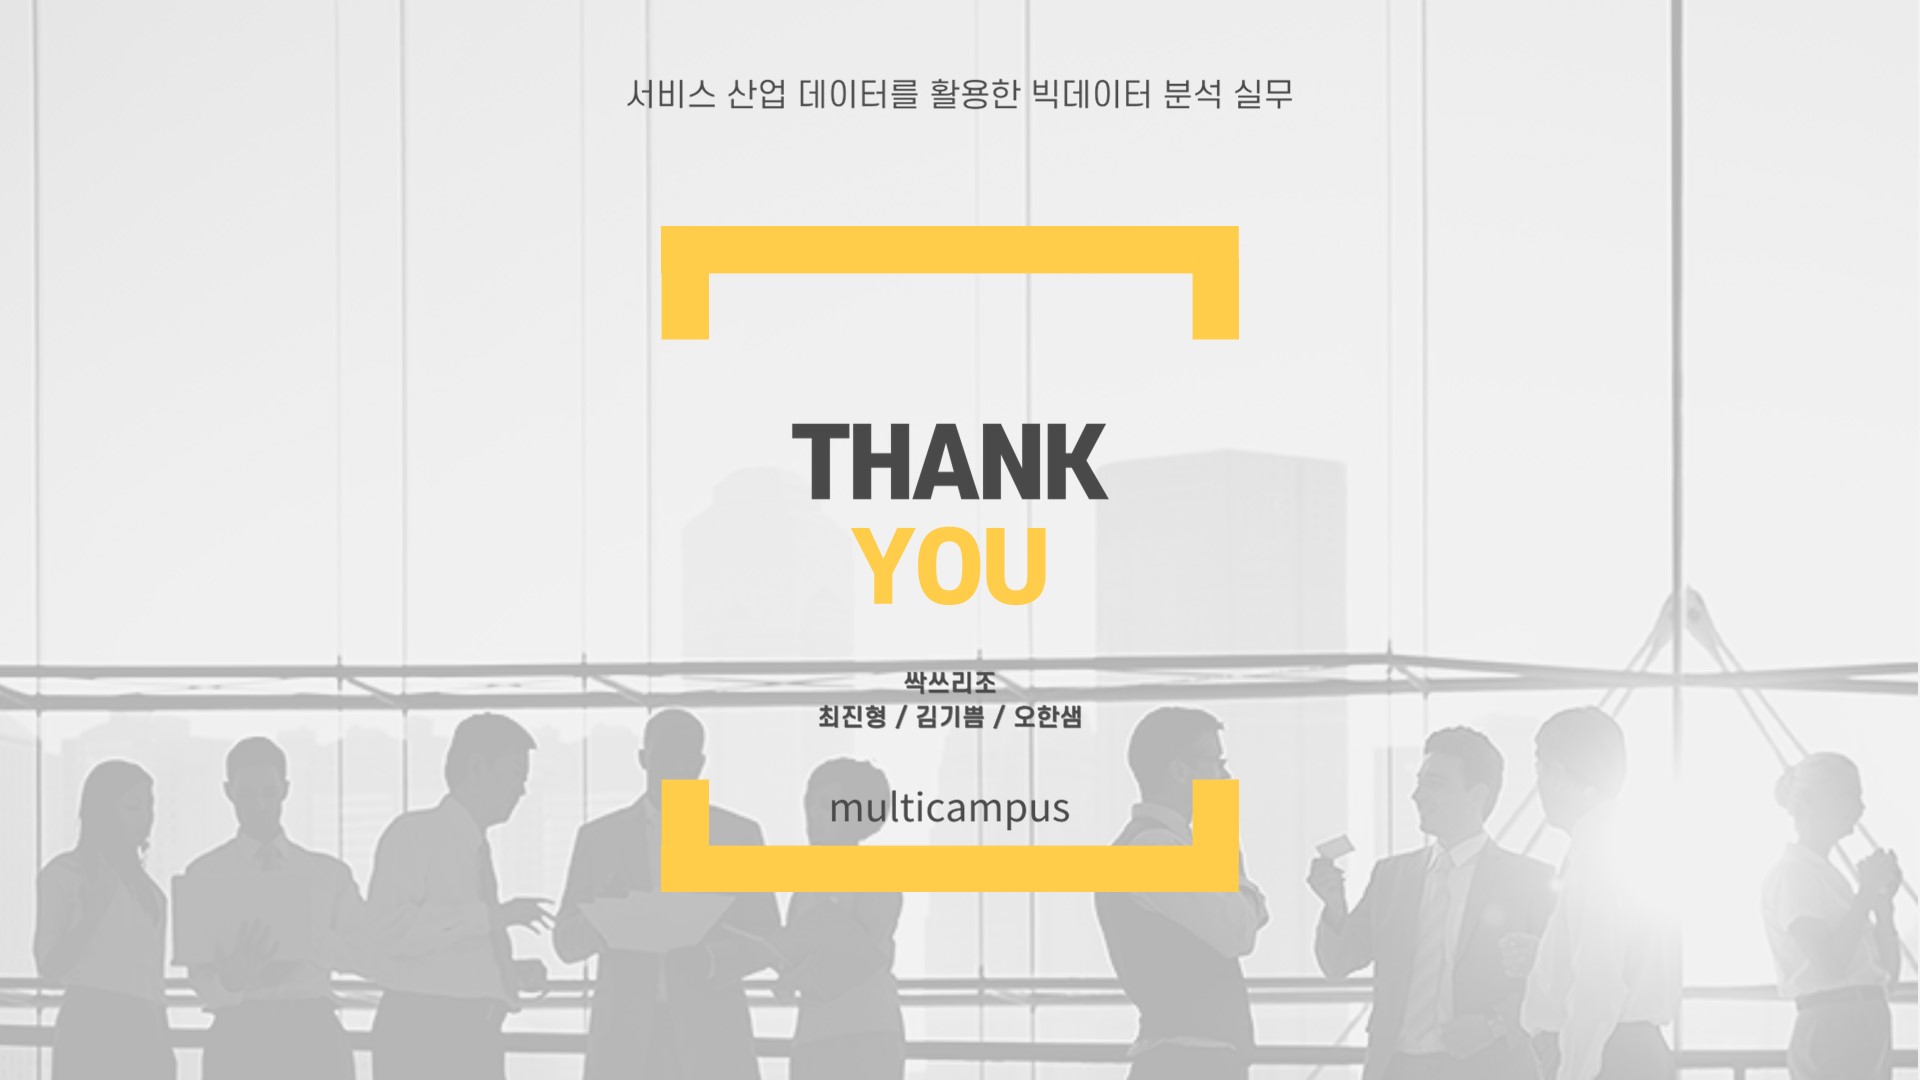 서비스 산업 데이터를 활용한 빅데이터 분석 실무
THANK
YOU
싹쓰리조
최진형 / 김기쁨 / 오한샘
multicampus